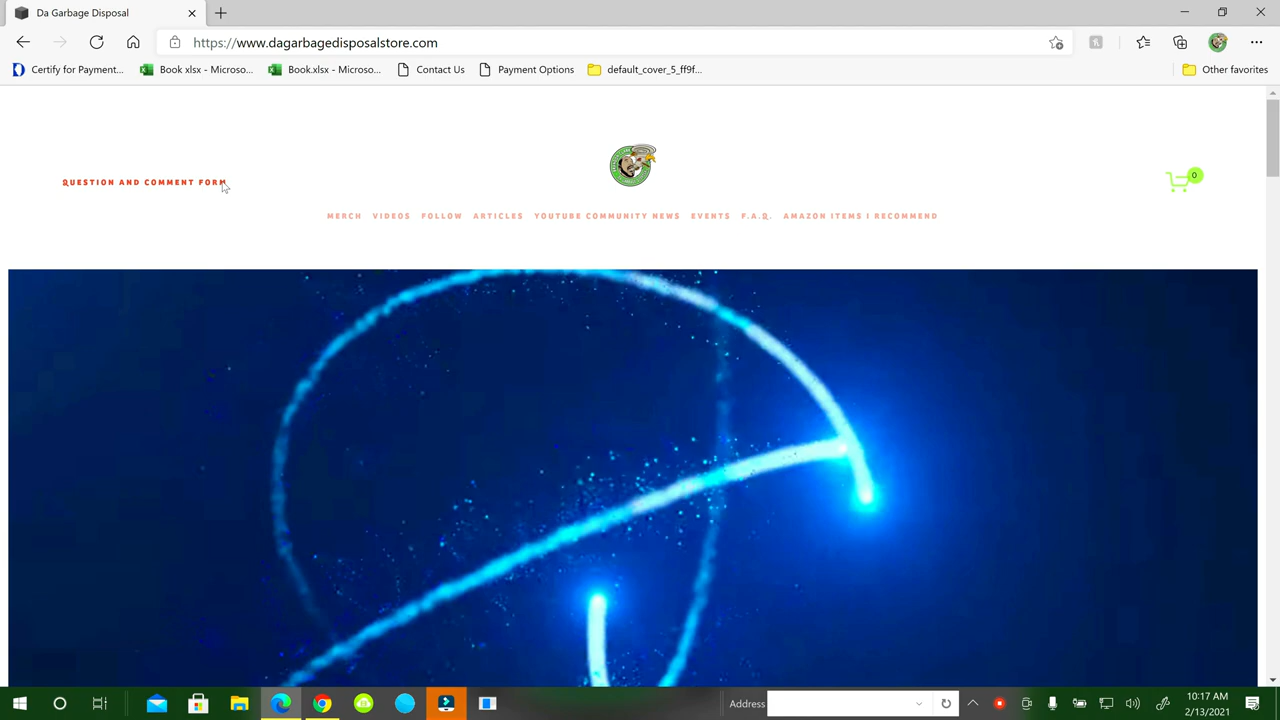 Da Garbage Disposal
https://www.dagarbagedisposalstore.com
Certify for Payment... Book xlsx - Microso... Book.xlsx - Microso... Contact Us Payment Options default_cover_5_ff9f... Other favorites
QUESTION AND COMMENT FORM
0
MERCH VIDEOS FOLLOW ARTICLES YOUTUBE COMMUNITY NEWS EVENTS F.A.Q. AMAZON ITEMS I RECOMMEND
Address
10:17 AM
2/13/2021